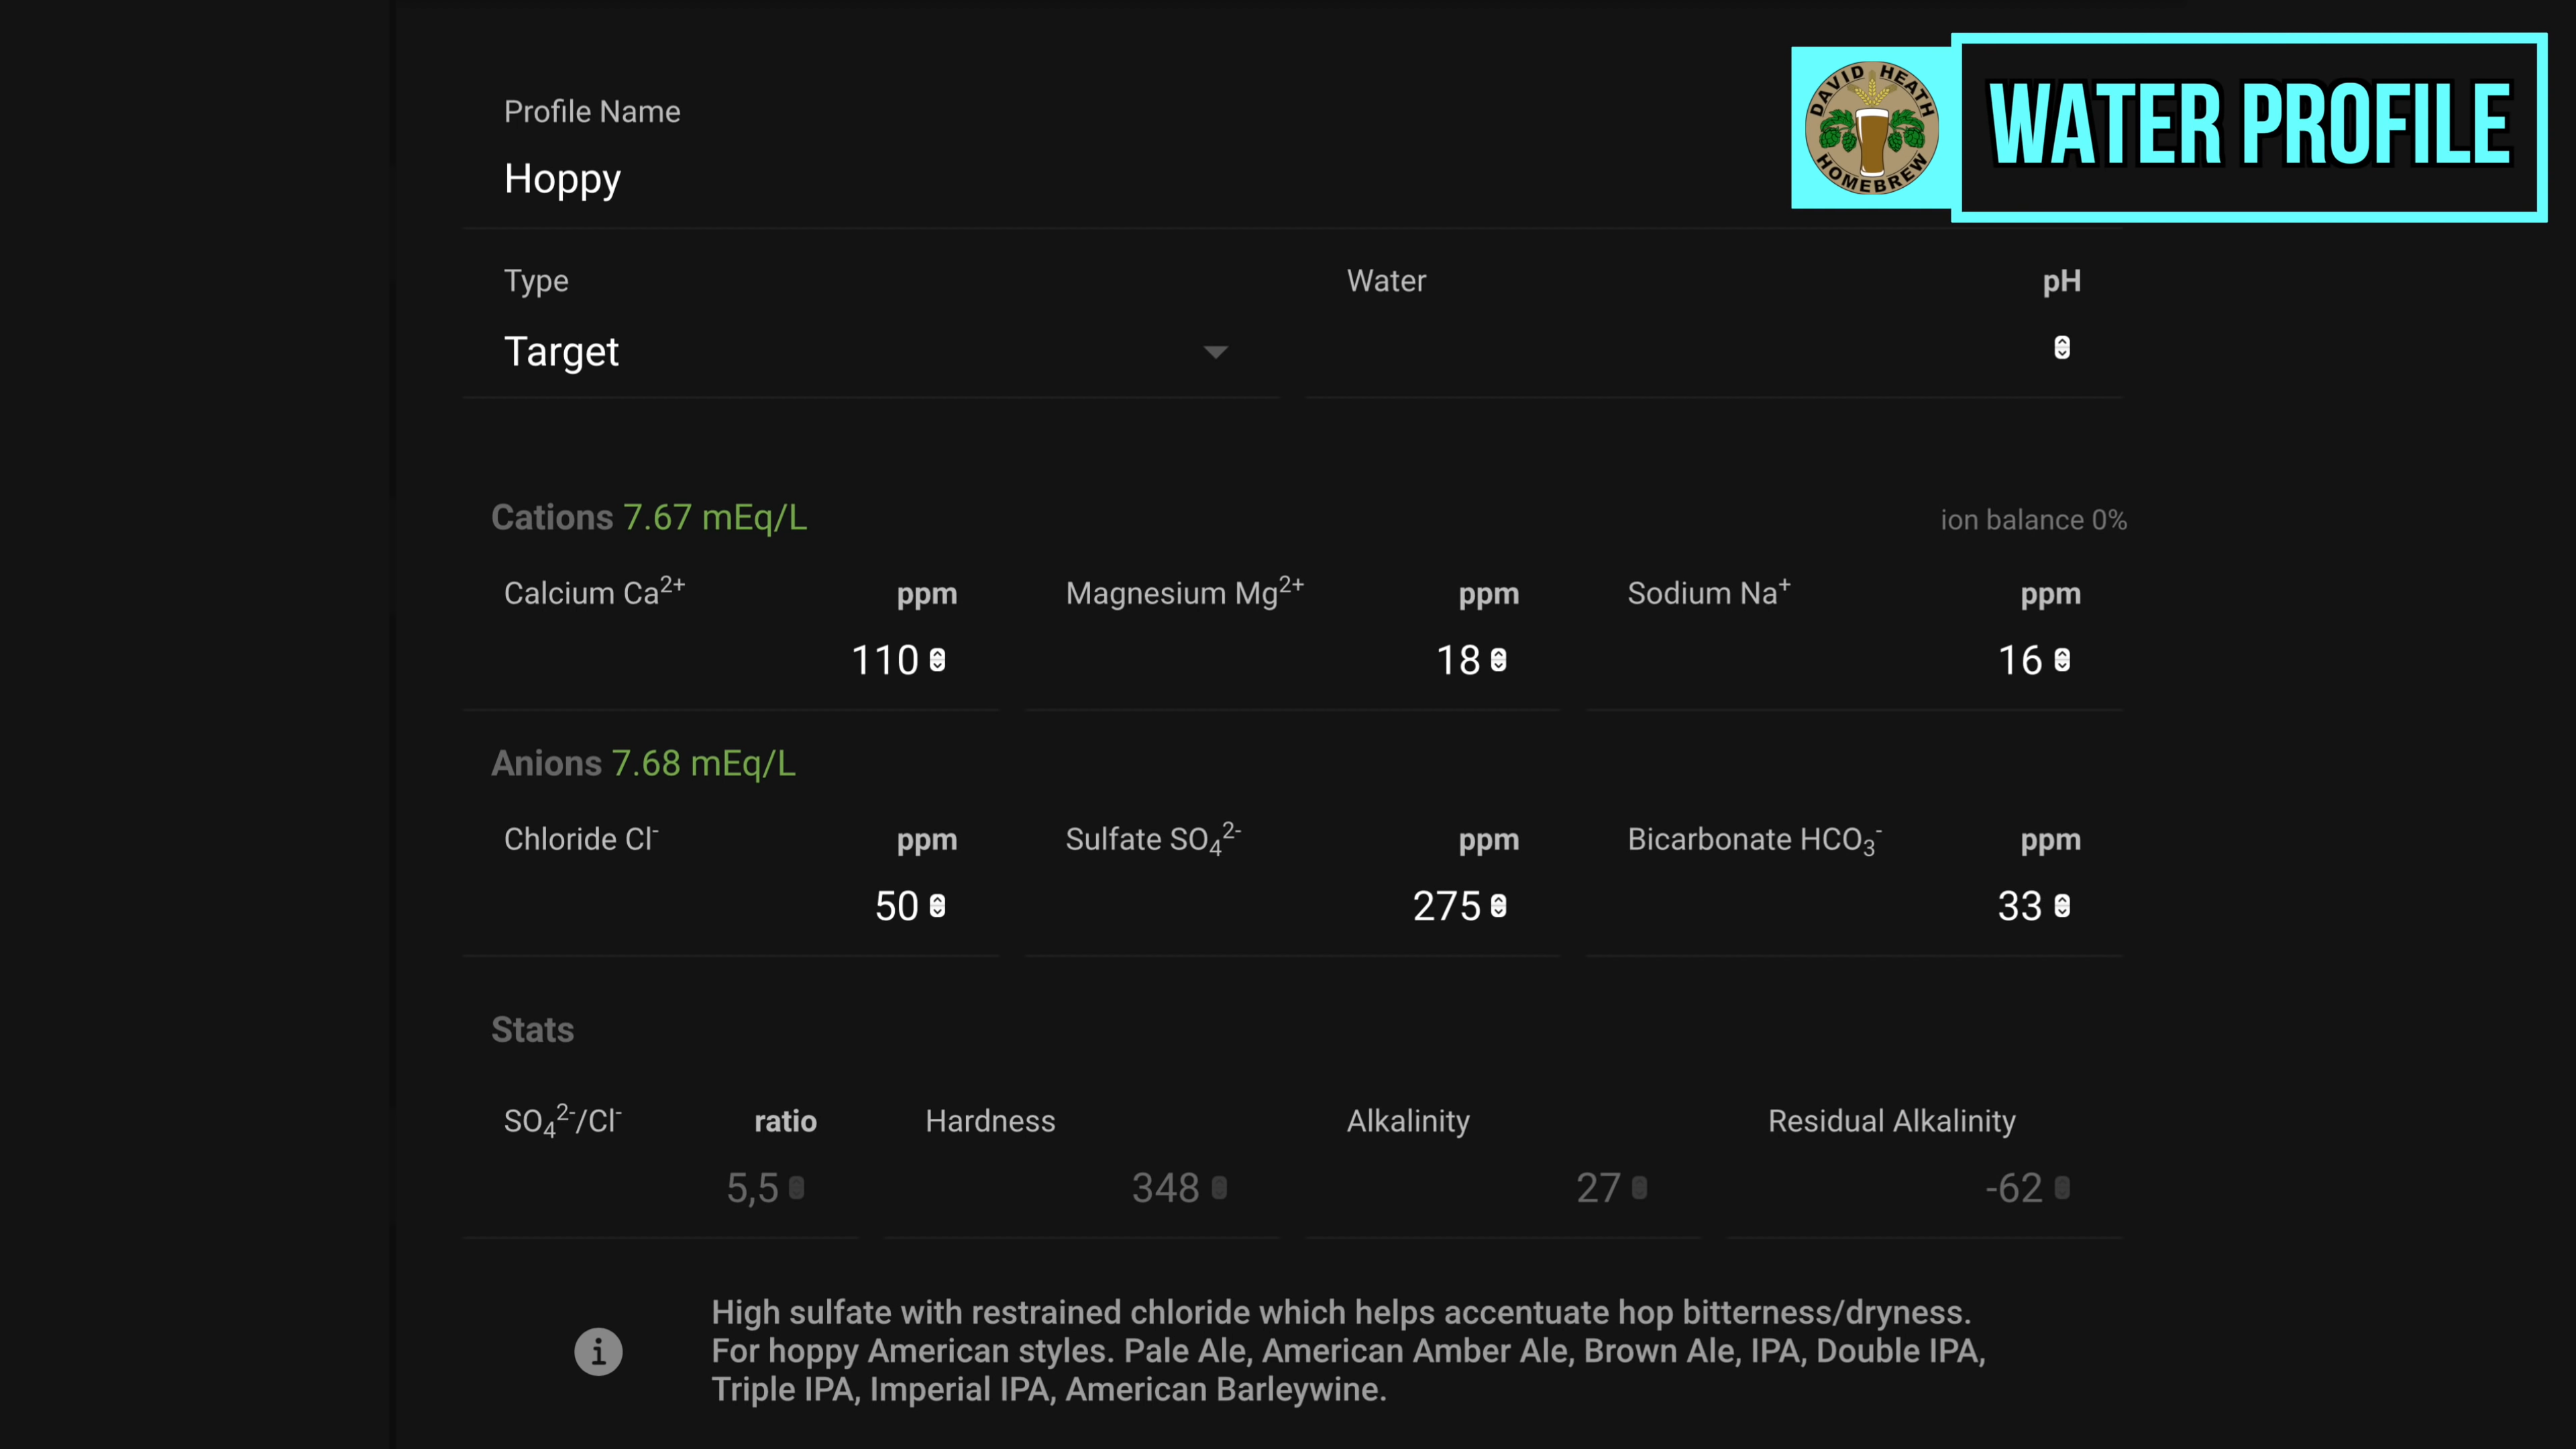 DAVID HEATH
HOMEBREW
WATER PROFILE
Profile Name
Hoppy
Type
Water
pH
Target
Cations 7.67 mEq/L
ion balance 0%
Calcium Ca²⁺ ppm
Magnesium Mg²⁺ ppm
Sodium Na⁺ ppm
110
18
16
Anions 7.68 mEq/L
Chloride Cl⁻ ppm
Sulfate SO₄²⁻ ppm
Bicarbonate HCO₃⁻ ppm
50
275
33
Stats
SO₄²⁻/Cl⁻ ratio
Hardness
Alkalinity
Residual Alkalinity
5,5
348
27
-62
High sulfate with restrained chloride which helps accentuate hop bitterness/dryness.
For hoppy American styles. Pale Ale, American Amber Ale, Brown Ale, IPA, Double IPA,
Triple IPA, Imperial IPA, American Barleywine.